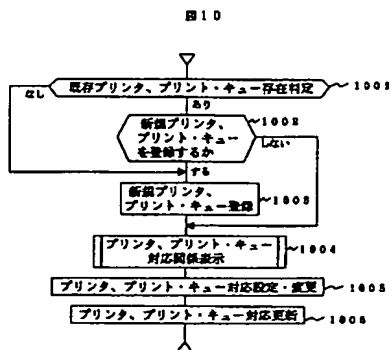 図10
既存プリンタ、プリント・キュー存在判定
なし
あり
1002
新規プリンタ、
プリント・キュー
を登録するか
しない
する
新規プリンタ、
プリント・キュー登録
1003
プリンタ、プリント・キュー
対応関係表示
1004
プリンタ、プリント・キュー対応設定・変更
1005
プリンタ、プリント・キュー対応更新